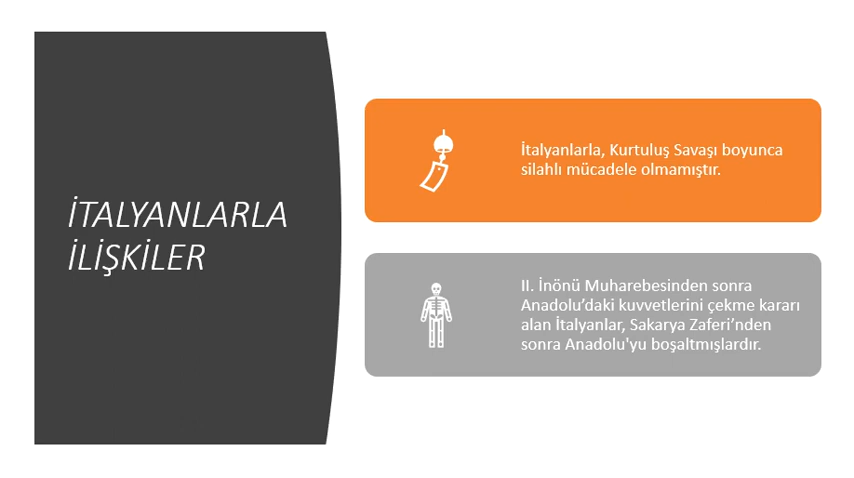 İTALYANLARLA
İLİŞKİLER
İtalyanlarla, Kurtuluş Savaşı boyunca
silahlı mücadele olmamıştır.
II. İnönü Muharebesinden sonra
Anadolu’daki kuvvetlerini çekme kararı
alan İtalyanlar, Sakarya Zaferi’nden
sonra Anadolu'yu boşaltmışlardır.